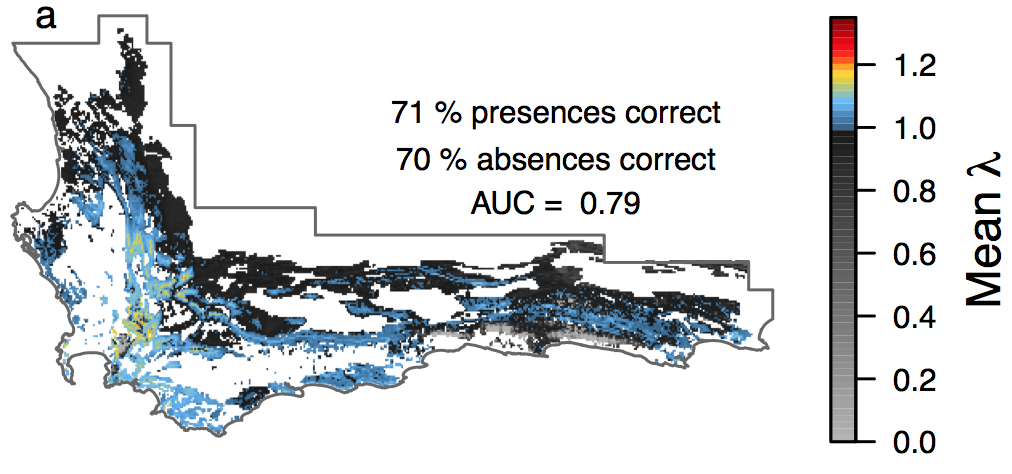 a
71 % presences correct
70 % absences correct
AUC = 0.79
1.2
1.0
0.8
0.6
0.4
0.2
0.0
Mean λ